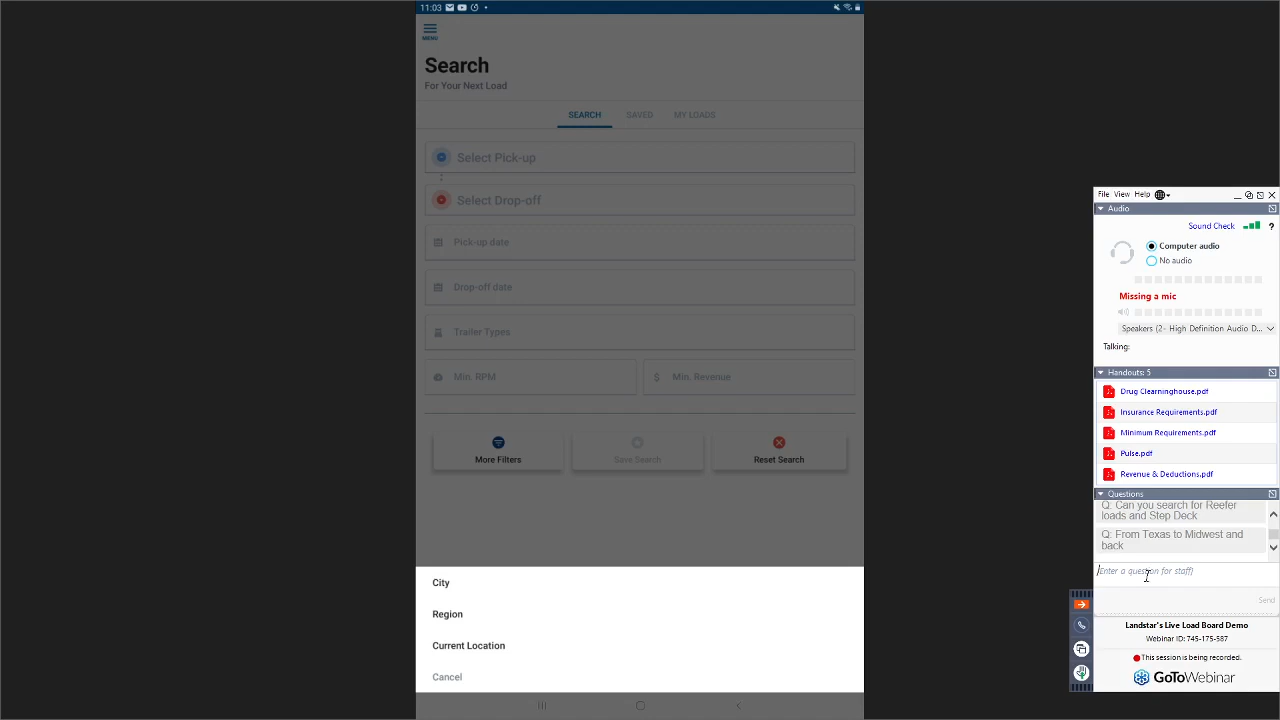 11:03
MENU
Search
For Your Next Load
SEARCH SAVED MY LOADS
Select Pick-up
Select Drop-off
Pick-up date
Drop-off date
Trailer Types
Min. RPM $ Min. Revenue
More Filters Save Search Reset Search
City
Region
Current Location
Cancel
File View Help
Audio
Sound Check ?
Computer audio
No audio
Missing a mic
Speakers (2- High Definition Audio D...
Talking:
Handouts: 5
Drug Clearninghouse.pdf
Insurance Requirements.pdf
Minimum Requirements.pdf
Pulse.pdf
Revenue & Deductions.pdf
Questions
Q: Can you search for Reefer
loads and Step Deck
Q: From Texas to Midwest and
back
[Enter a question for staff]
Send
Landstar's Live Load Board Demo
Webinar ID: 745-175-587
This session is being recorded.
GoToWebinar